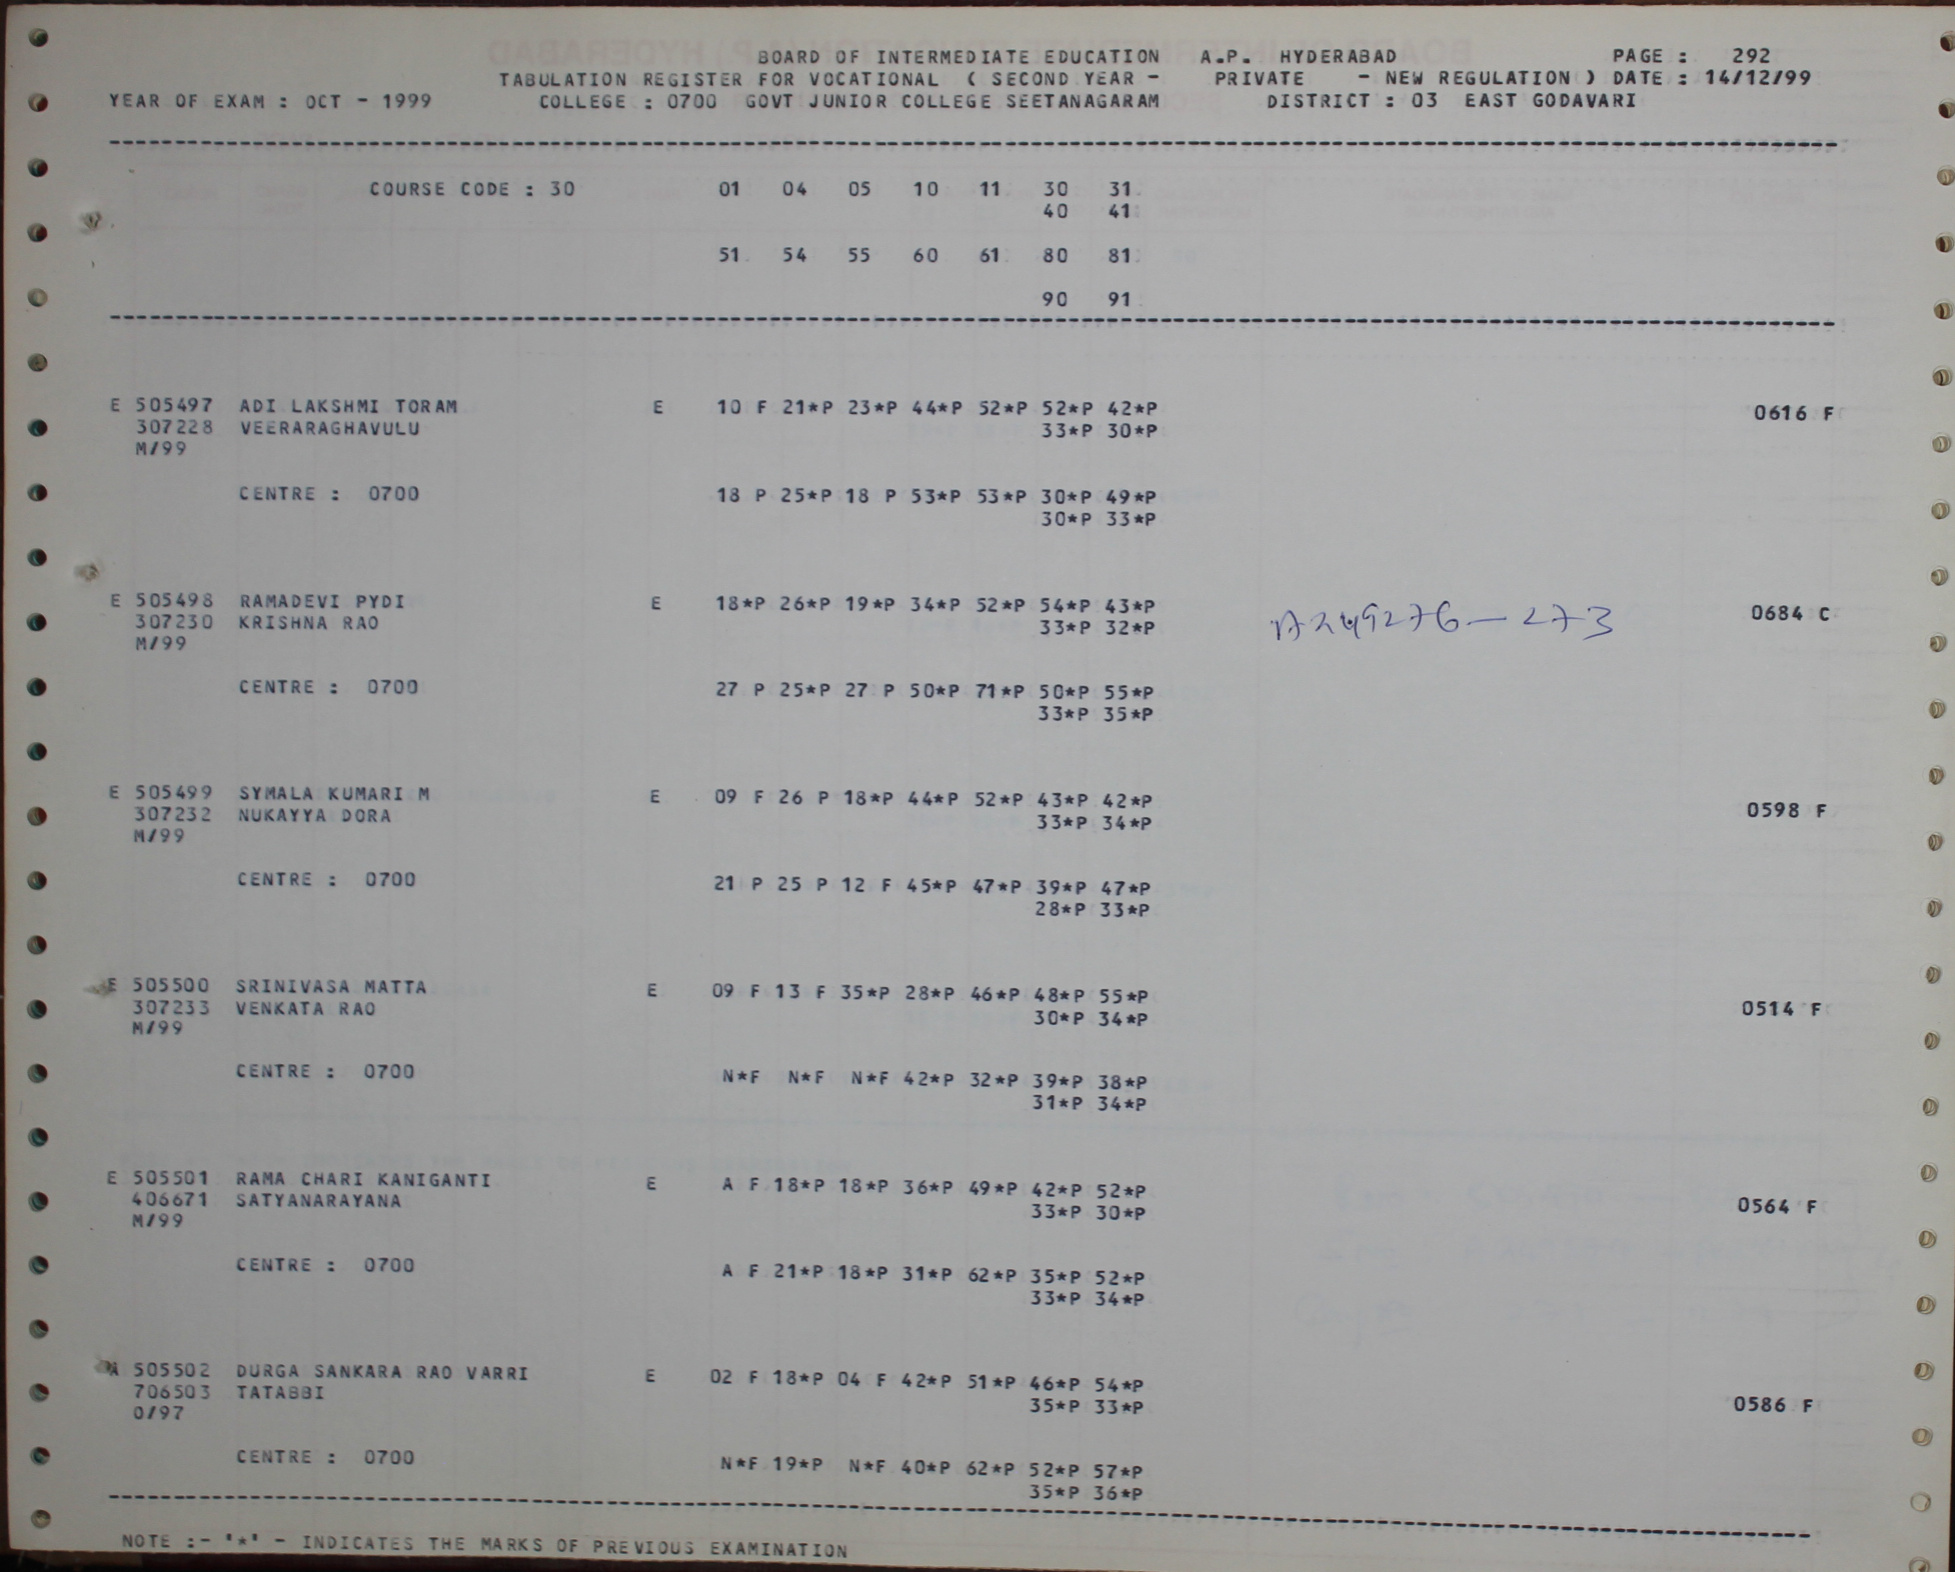 BOARD OF INTERMEDIATE EDUCATION A.P. HYDERABAD PAGE : 292
TABULATION REGISTER FOR VOCATIONAL ( SECOND YEAR - PRIVATE - NEW REGULATION ) DATE : 14/12/99
YEAR OF EXAM : OCT - 1999 COLLEGE : 0700 GOVT JUNIOR COLLEGE SEETANAGARAM DISTRICT : 03 EAST GODAVARI
COURSE CODE : 30 01 04 05 10 11 30 31
40 41
51 54 55 60 61 80 81
90 91
E 505497 ADI LAKSHMI TORAM E 10 F 21*P 23*P 44*P 52*P 52*P 42*P 0616 F
307228 VEERARAGHAVULU 33*P 30*P
M/99
CENTRE : 0700 18 P 25*P 18 P 53*P 53*P 30*P 49*P
30*P 33*P
E 505498 RAMADEVI PYDI E 18*P 26*P 19*P 34*P 52*P 54*P 43*P 0684 C
307230 KRISHNA RAO 33*P 32*P
M/99
CENTRE : 0700 27 P 25*P 27 P 50*P 71*P 50*P 55*P
33*P 35*P
E 505499 SYMALA KUMARI M E 09 F 26 P 18*P 44*P 52*P 43*P 42*P 0598 F
307232 NUKAYYA DORA 33*P 34*P
M/99
CENTRE : 0700 21 P 25 P 12 F 45*P 47*P 39*P 47*P
28*P 33*P
E 505500 SRINIVASA MATTA E 09 F 13 F 35*P 28*P 46*P 48*P 55*P 0514 F
307233 VENKATA RAO 30*P 34*P
M/99
CENTRE : 0700 N*F N*F N*F 42*P 32*P 39*P 38*P
31*P 34*P
E 505501 RAMA CHARI KANIGANTI E A F 18*P 18*P 36*P 49*P 42*P 52*P 0564 F
406671 SATYANARAYANA 33*P 30*P
M/99
CENTRE : 0700 A F 21*P 18*P 31*P 62*P 35*P 52*P
33*P 34*P
A 505502 DURGA SANKARA RAO VARRI E 02 F 18*P 04 F 42*P 51*P 46*P 54*P 0586 F
706503 TATABBI 35*P 33*P
0/97
CENTRE : 0700 N*F 19*P N*F 40*P 62*P 52*P 57*P
35*P 36*P
NOTE :- '*' - INDICATES THE MARKS OF PREVIOUS EXAMINATION